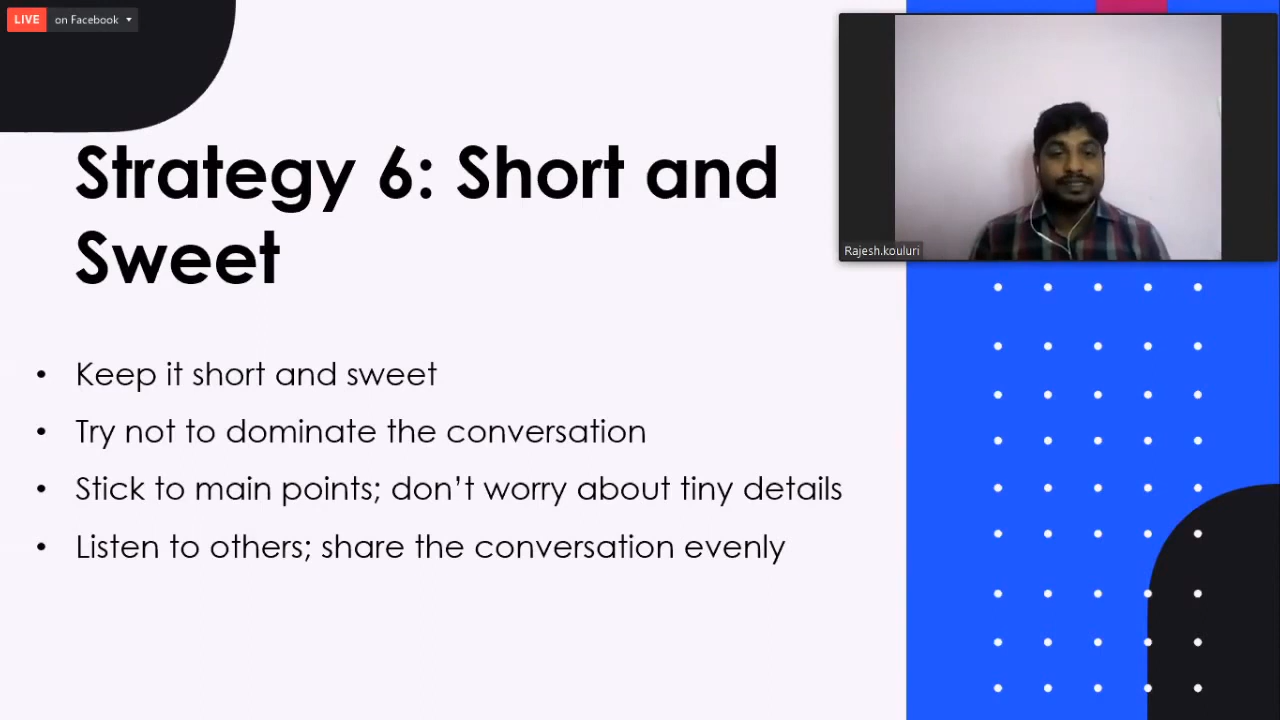 LIVE on Facebook
Strategy 6: Short and
Sweet
• Keep it short and sweet
• Try not to dominate the conversation
• Stick to main points; don’t worry about tiny details
• Listen to others; share the conversation evenly
Rajesh.kouluri